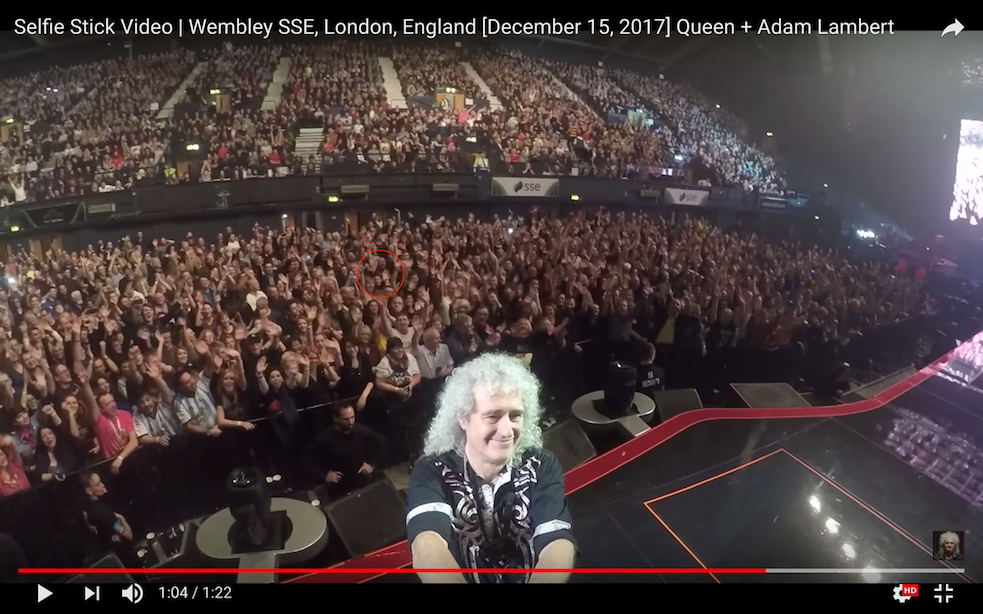 Selfie Stick Video | Wembley SSE, London, England [December 15, 2017] Queen + Adam Lambert
sse
sse
1:04 / 1:22
HD